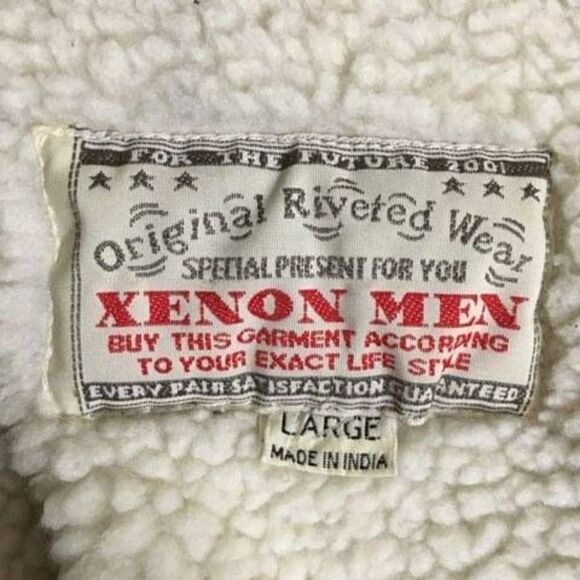 FOR THE FUTURE 2001
Original Riveted Wear
SPECIAL PRESENT FOR YOU
XENON MEN
BUY THIS GARMENT ACCORDING
TO YOUR EXACT LIFE STYLE
EVERY PAIR SATISFACTION GUARANTEED
LARGE
MADE IN INDIA